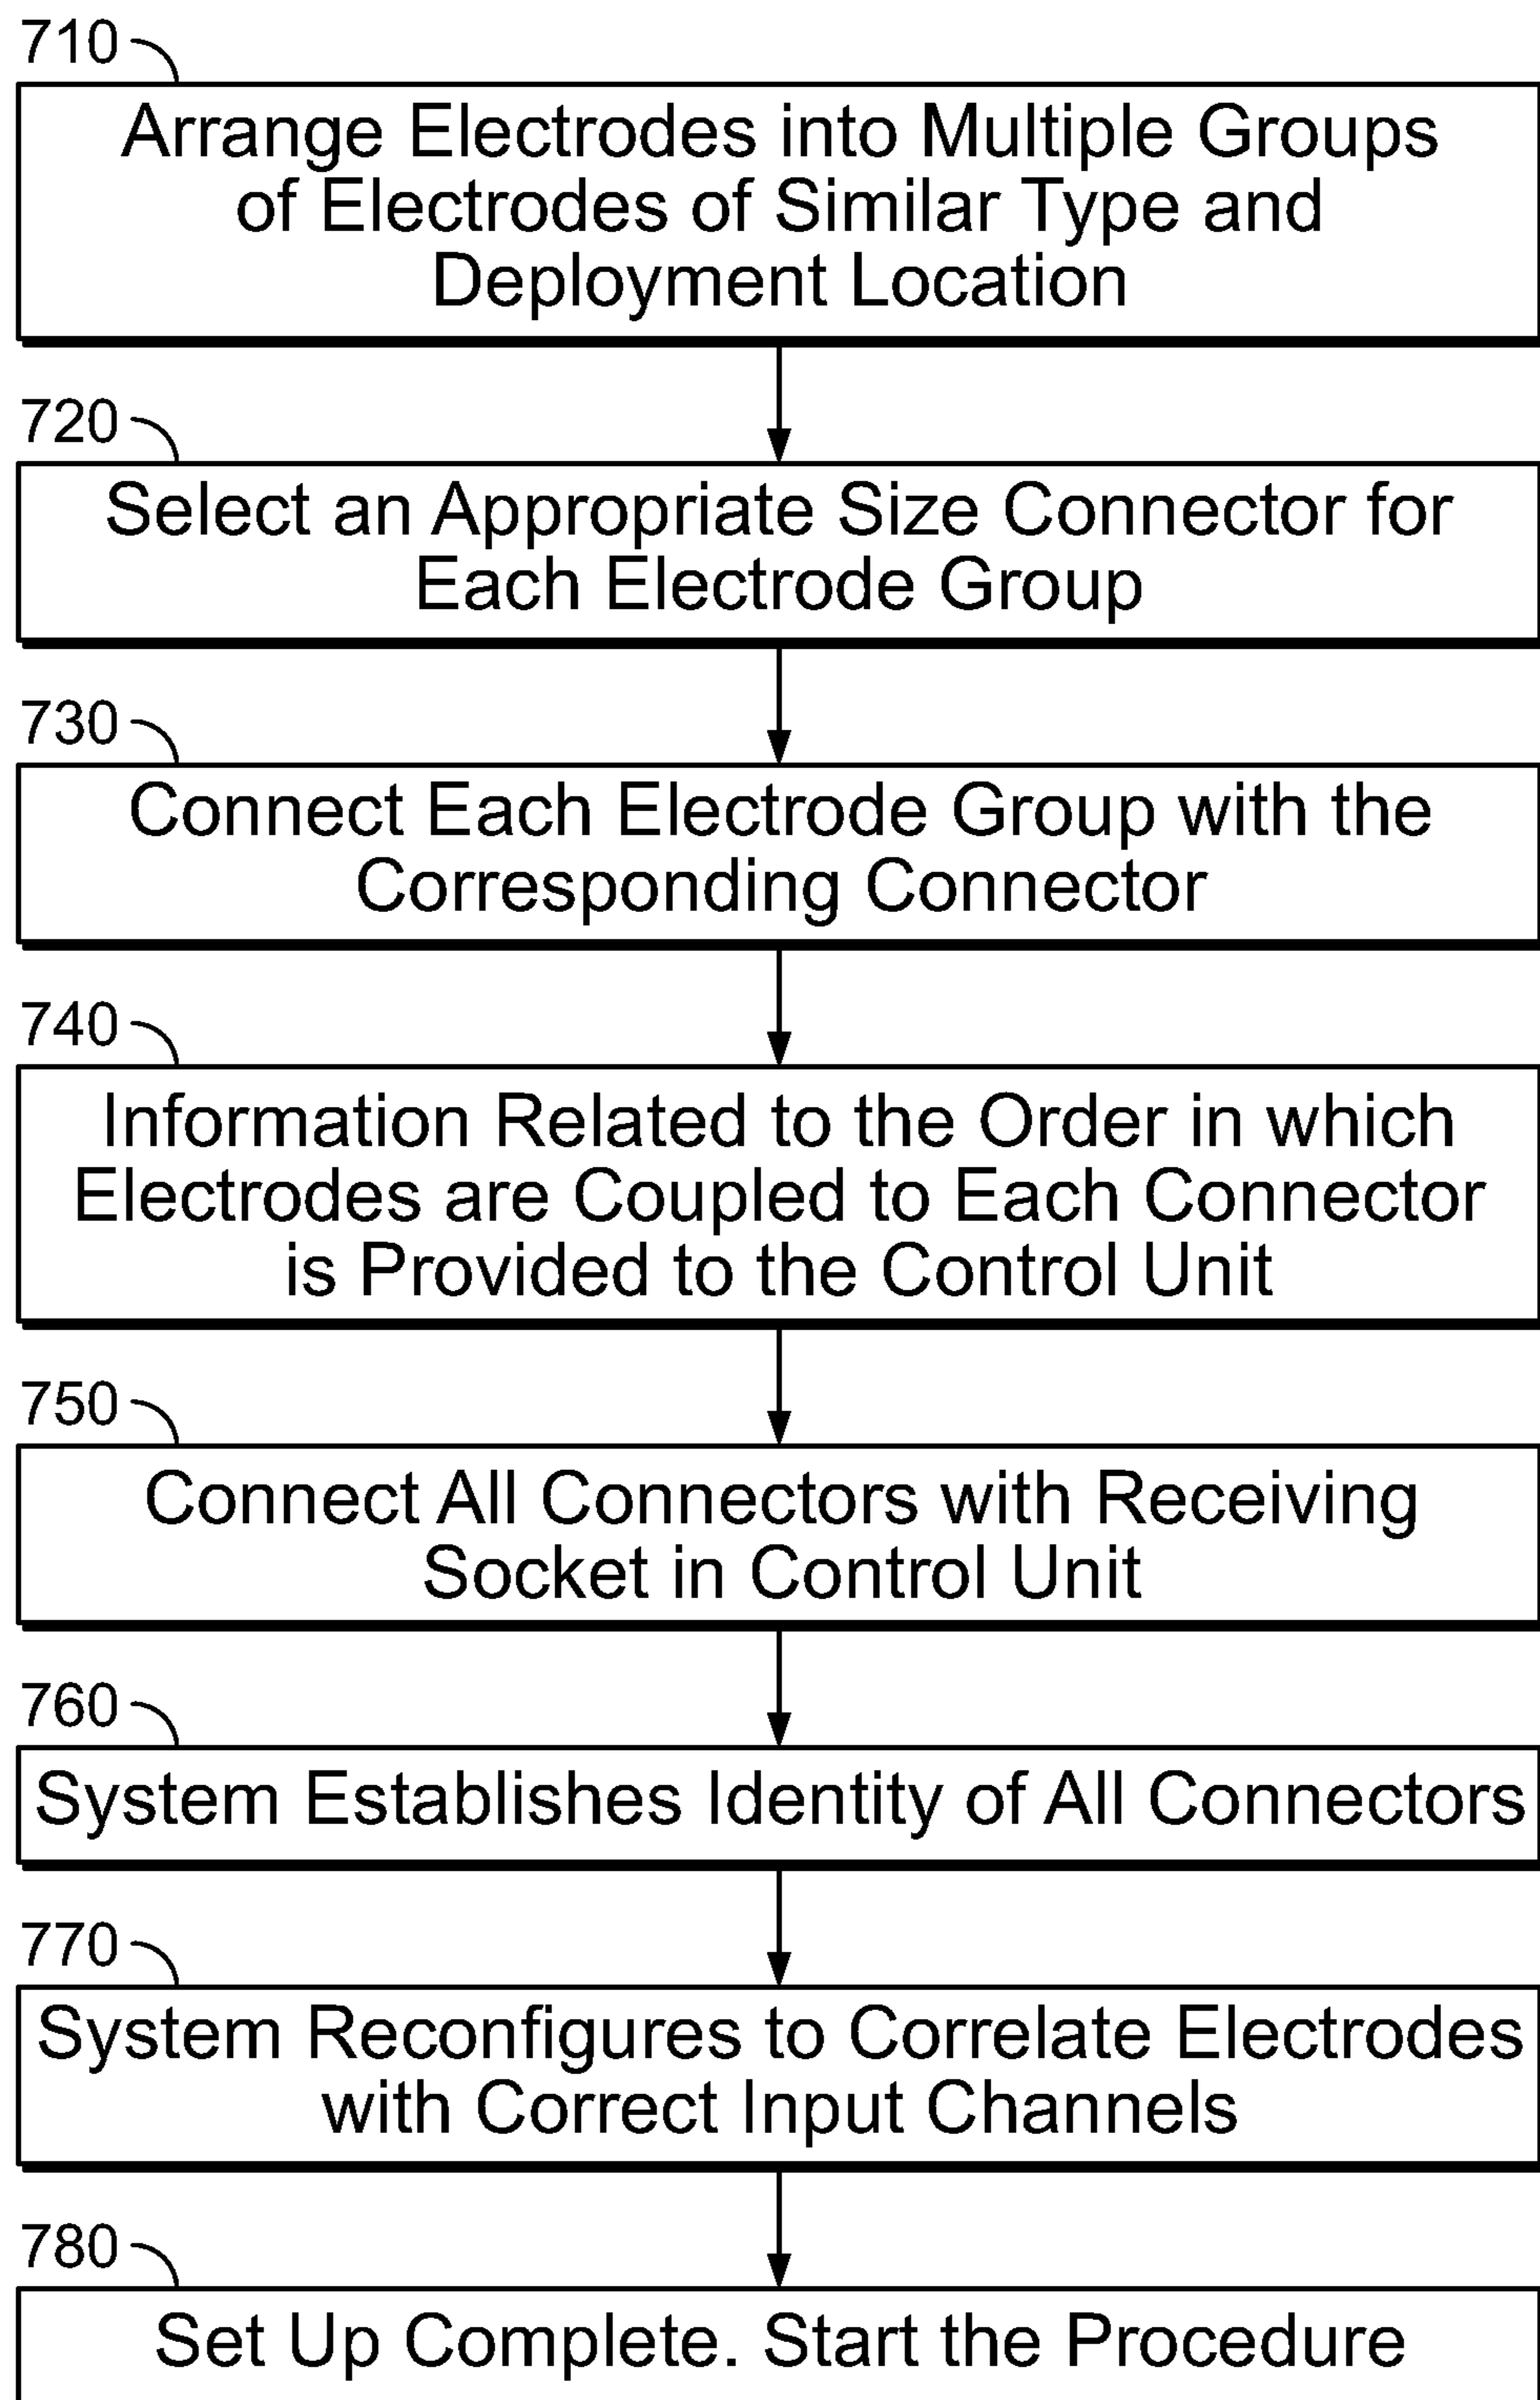 710
Arrange Electrodes into Multiple Groups
of Electrodes of Similar Type and
Deployment Location
720
Select an Appropriate Size Connector for
Each Electrode Group
730
Connect Each Electrode Group with the
Corresponding Connector
740
Information Related to the Order in which
Electrodes are Coupled to Each Connector
is Provided to the Control Unit
750
Connect All Connectors with Receiving
Socket in Control Unit
760
System Establishes Identity of All Connectors
770
System Reconfigures to Correlate Electrodes
with Correct Input Channels
780
Set Up Complete. Start the Procedure